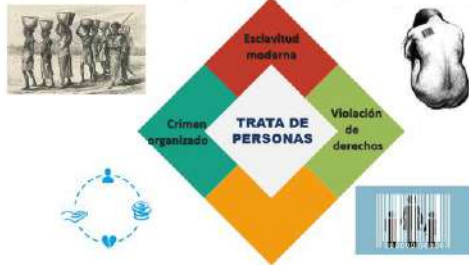 Esclavitud
moderna
Crimen
organizado
TRATA DE
PERSONAS
Violación
de
derechos